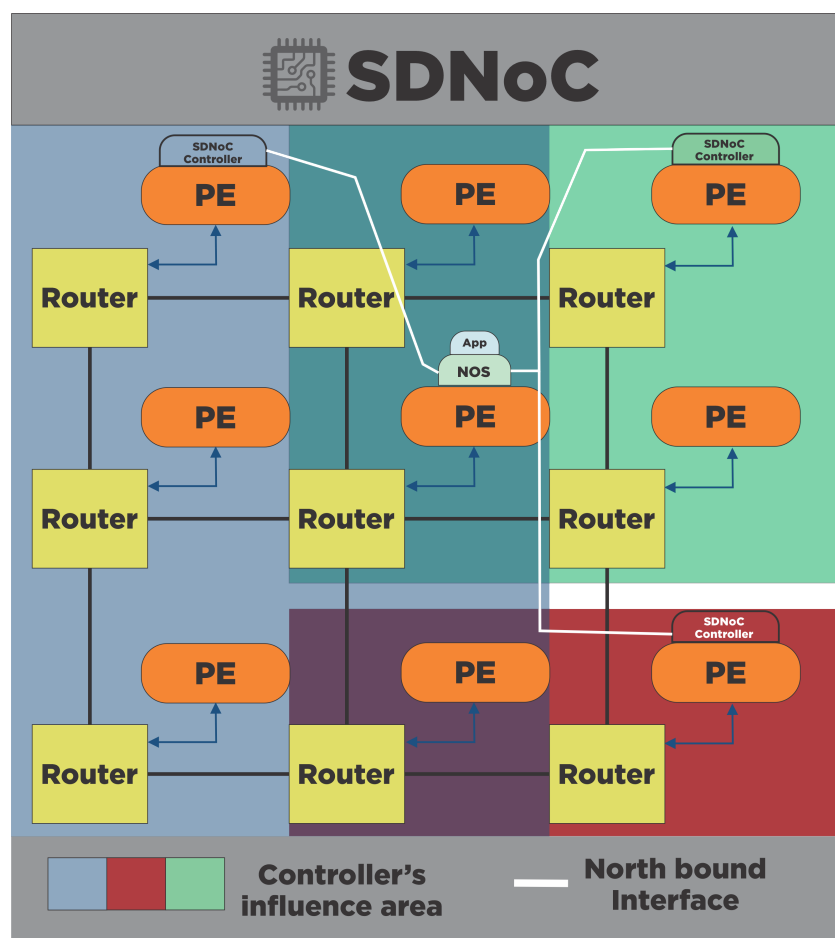 SDNoC
SDNoC
Controller
PE
PE
SDNoC
Controller
PE
Router
Router
Router
App
NOS
PE
PE
PE
Router
Router
Router
SDNoC
Controller
PE
PE
PE
Router
Router
Router
Controller's
influence area
North bound
Interface